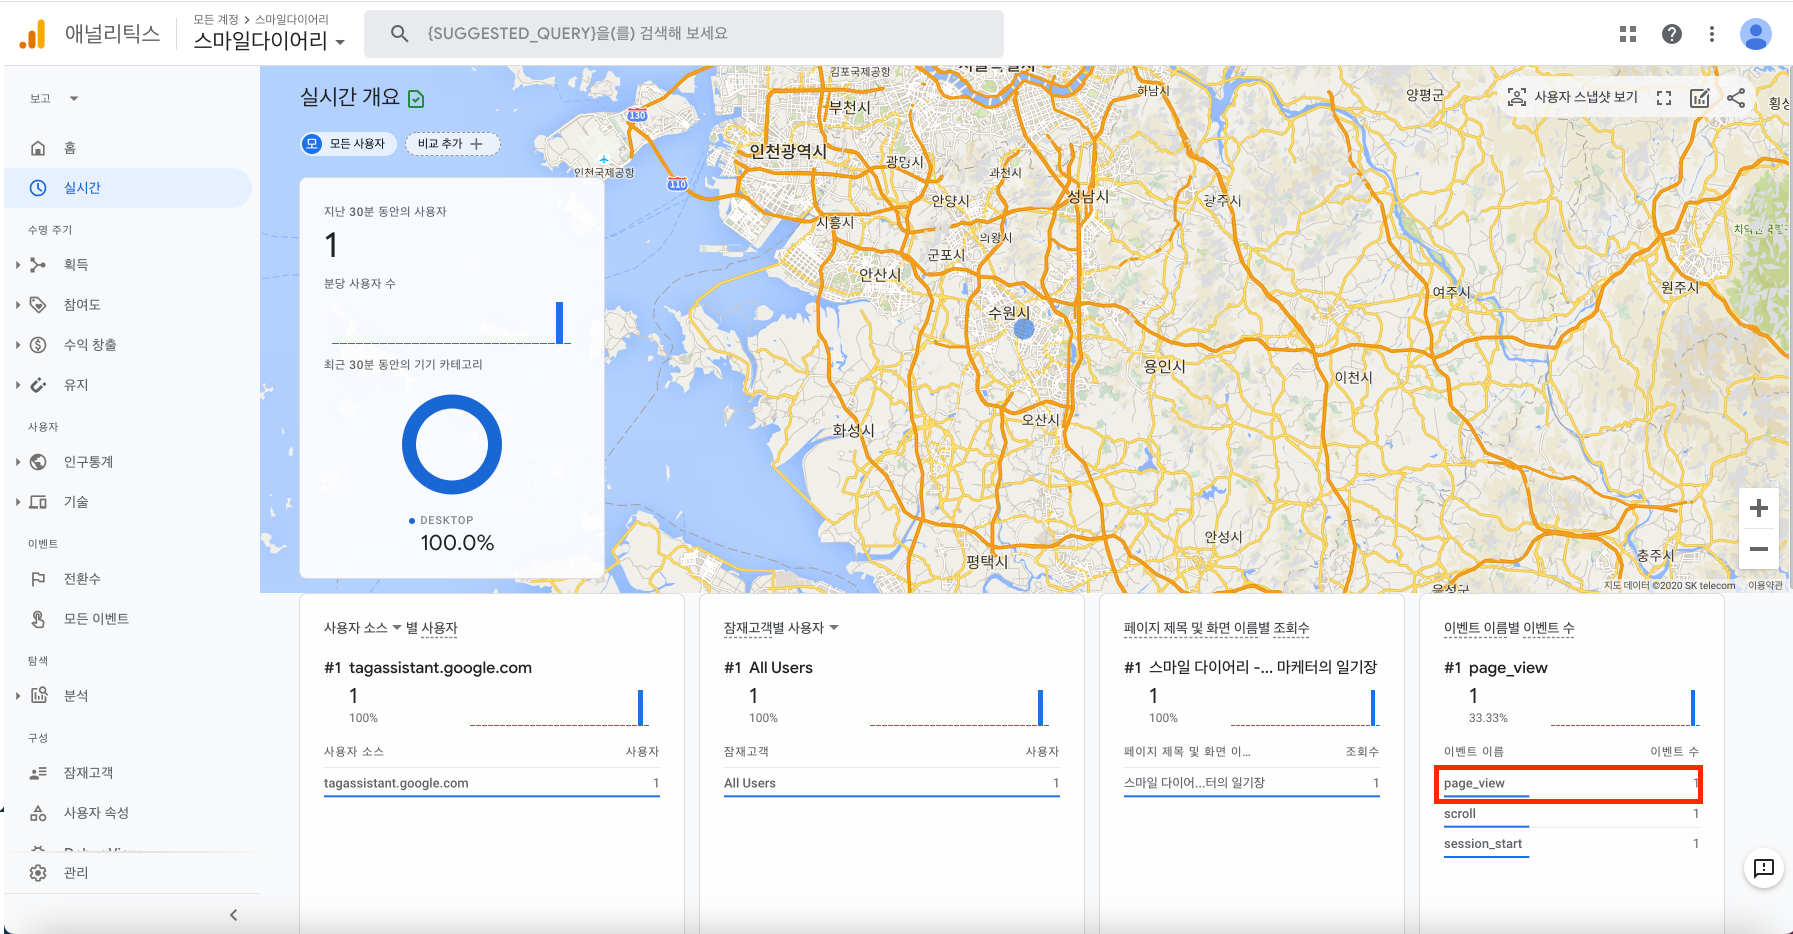 애널리틱스
모든 계정 > 스마일다이어리
스마일다이어리
{SUGGESTED_QUERY}을(를) 검색해 보세요
보고
홈
실시간
수명 주기
획득
참여도
수익 창출
유지
사용자
인구통계
기술
이벤트
전환수
모든 이벤트
탐색
분석
구성
잠재고객
사용자 속성
DebugView
관리
실시간 개요
모 모든 사용자
비교 추가
사용자 스냅샷 보기
지난 30분 동안의 사용자
1
분당 사용자 수
최근 30분 동안의 기기 카테고리
DESKTOP
100.0%
김포국제공항
부천시
하남시
양평군
130
인천광역시
광명시
인천국제공항
110
과천시
안양시
성남시
광주시
시흥시
의왕시
군포시
안산시
여주시
원주시
수원시
용인시
이천시
오산시
화성시
안성시
평택시
충주시
음성군
지도 데이터 ©2020 SK telecom
이용약관
사용자 소스 별 사용자
#1 tagassistant.google.com
1
100%
사용자 소스 사용자
tagassistant.google.com 1
잠재고객별 사용자
#1 All Users
1
100%
잠재고객 사용자
All Users 1
페이지 제목 및 화면 이름별 조회수
#1 스마일 다이어리 -... 마케터의 일기장
1
100%
페이지 제목 및 화면 이... 조회수
스마일 다이어...터의 일기장 1
이벤트 이름별 이벤트 수
#1 page_view
1
33.33%
이벤트 이름 이벤트 수
page_view 1
scroll 1
session_start 1